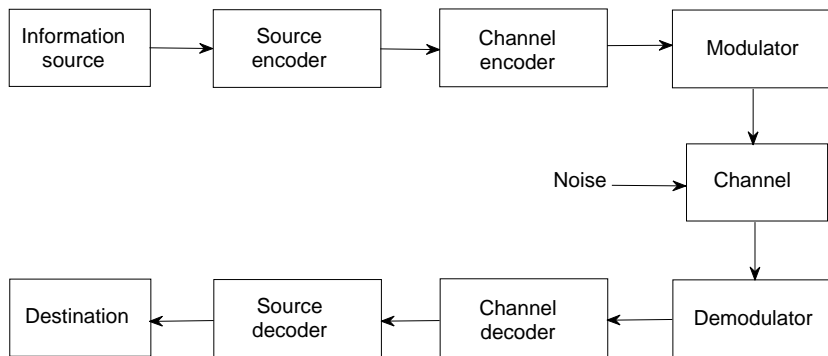 Information
source
Source
encoder
Channel
encoder
Modulator
Noise
Channel
Destination
Source
decoder
Channel
decoder
Demodulator